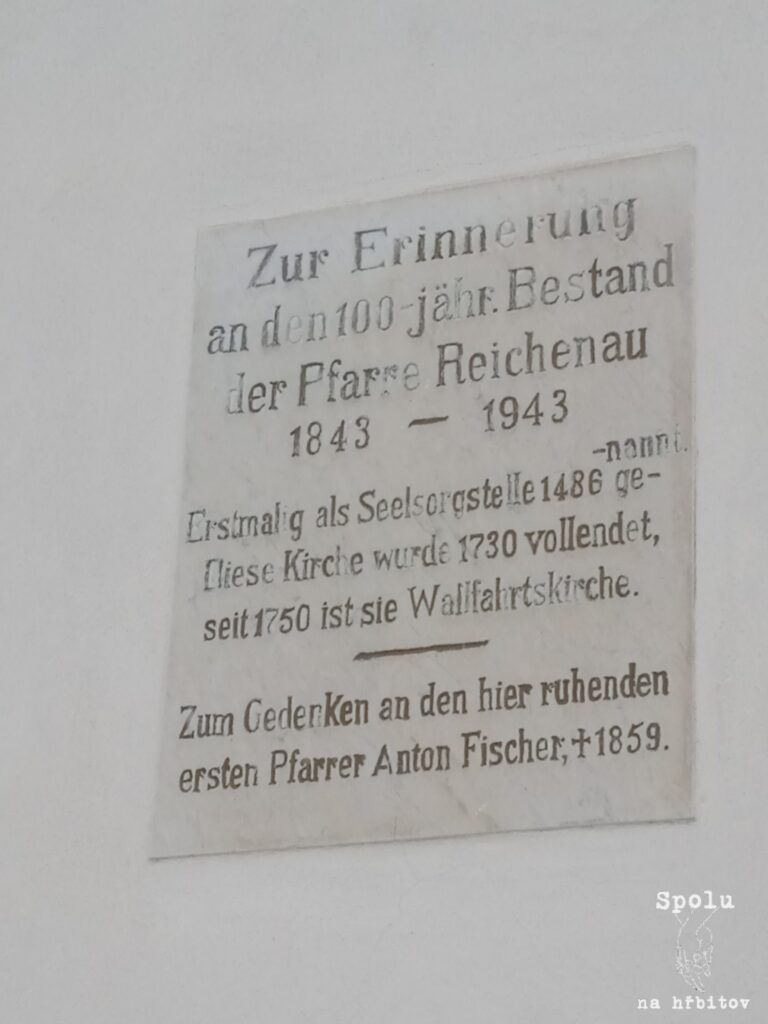 Zur Erinnerung
an den 100-jähr. Bestand
der Pfarre Reichenau
1843 — 1943
-nannt.
Erstmalig als Seelsorgstelle 1486 ge-
Diese Kirche wurde 1730 vollendet,
seit 1750 ist sie Wallfahrtskirche.
Zum Gedenken an den hier ruhenden
ersten Pfarrer Anton Fischer, ✝1859.
Spolu
na hřbitov